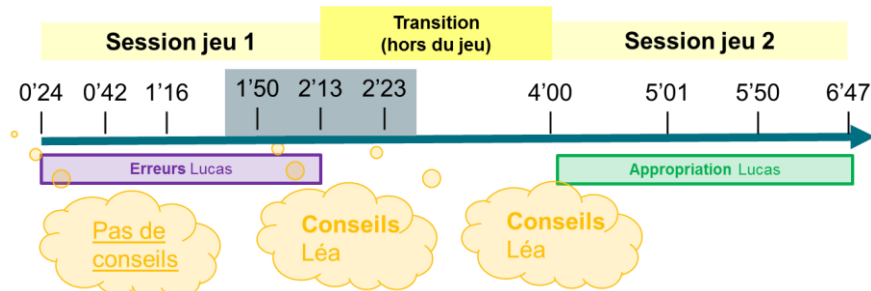 Session jeu 1
Transition
(hors du jeu)
Session jeu 2
0’24 0’42 1’16 1’50 2’13 2’23 4’00 5’01 5’50 6’47
Erreurs Lucas
Appropriation Lucas
Pas de
conseils
Conseils
Léa
Conseils
Léa